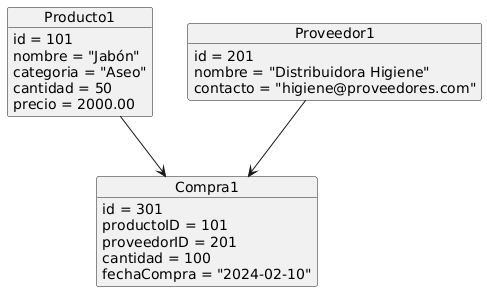 Producto1
id = 101
nombre = "Jabón"
categoria = "Aseo"
cantidad = 50
precio = 2000.00
Proveedor1
id = 201
nombre = "Distribuidora Higiene"
contacto = "higiene@proveedores.com"
Compra1
id = 301
productoID = 101
proveedorID = 201
cantidad = 100
fechaCompra = "2024-02-10"